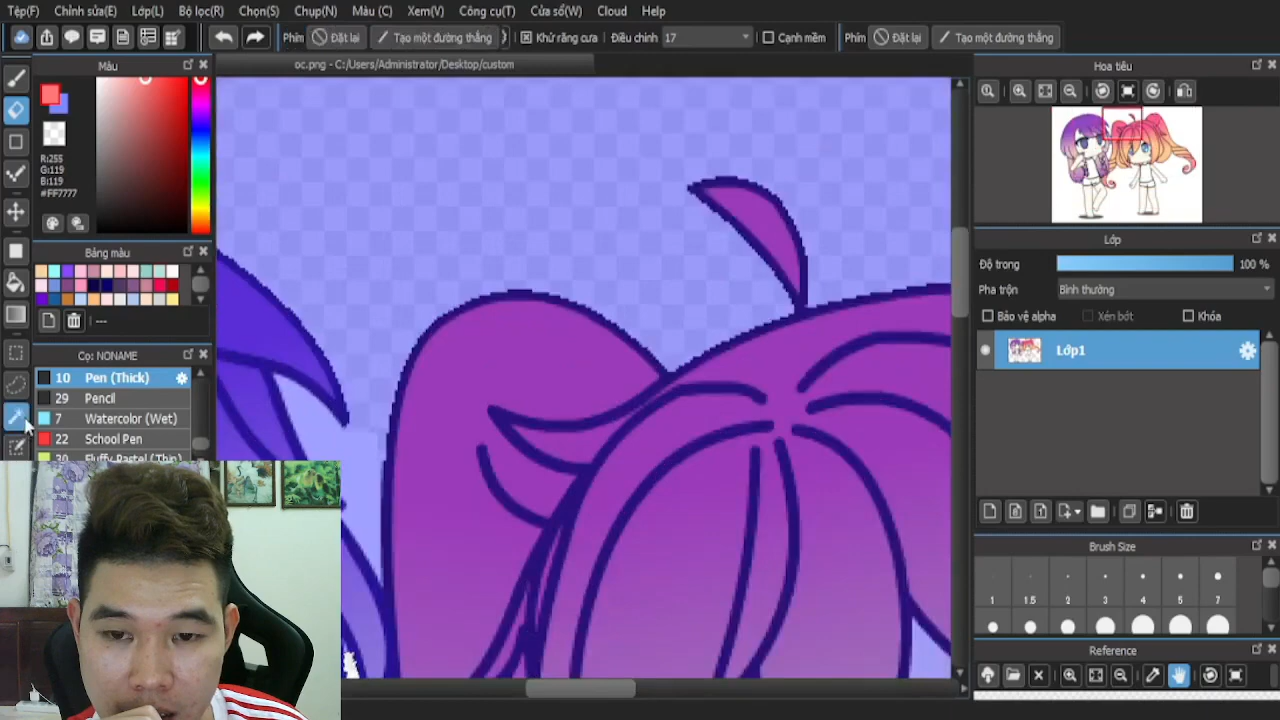 Tệp(F) Chỉnh sửa(E) Lớp(L) Bộ lọc(R) Chọn(S) Chụp(N) Màu (C) Xem(V) Công cụ(T) Cửa sổ(W) Cloud Help
Phím Đặt lại Tạo một đường thẳng Khử răng cưa Điều chỉnh 17 Cạnh mềm Phím Đặt lại Tạo một đường thẳng
Màu
oc.png - C:/Users/Administrator/Desktop/custom
Hoa tiêu
R:255
G:119
B:119
#FF7777
Bảng màu
---
Lớp
Độ trong 100 %
Pha trộn Bình thường
Bảo vệ alpha Xén bớt Khóa
Lớp1
Cọ: NONAME
10 Pen (Thick)
29 Pencil
7 Watercolor (Wet)
22 School Pen
30 Fluffy Pastel (Thin)
Brush Size
1 1.5 2 3 4 5 7
Reference